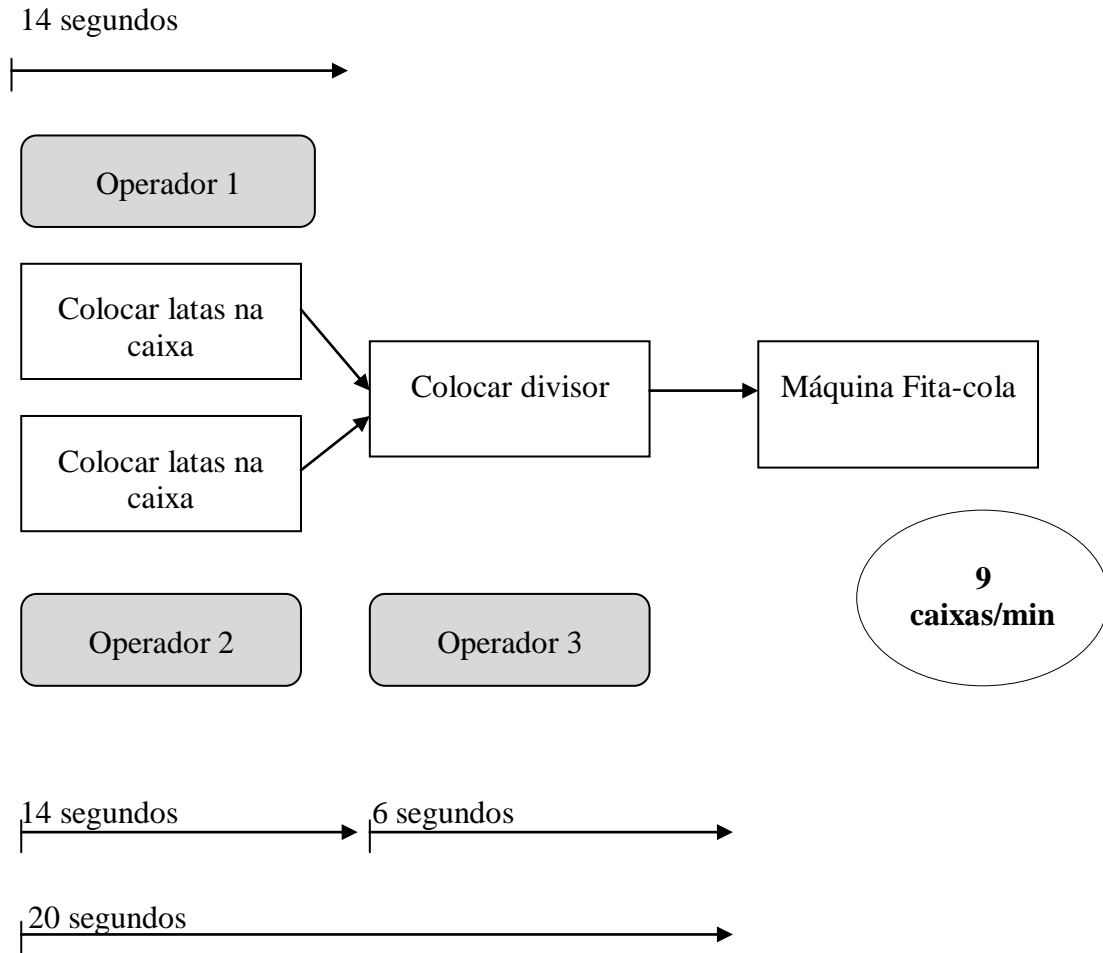 14 segundos
Operador 1
Colocar latas na
caixa
Colocar divisor
Máquina Fita-cola
Colocar latas na
caixa
9
caixas/min
Operador 2
Operador 3
14 segundos
6 segundos
20 segundos